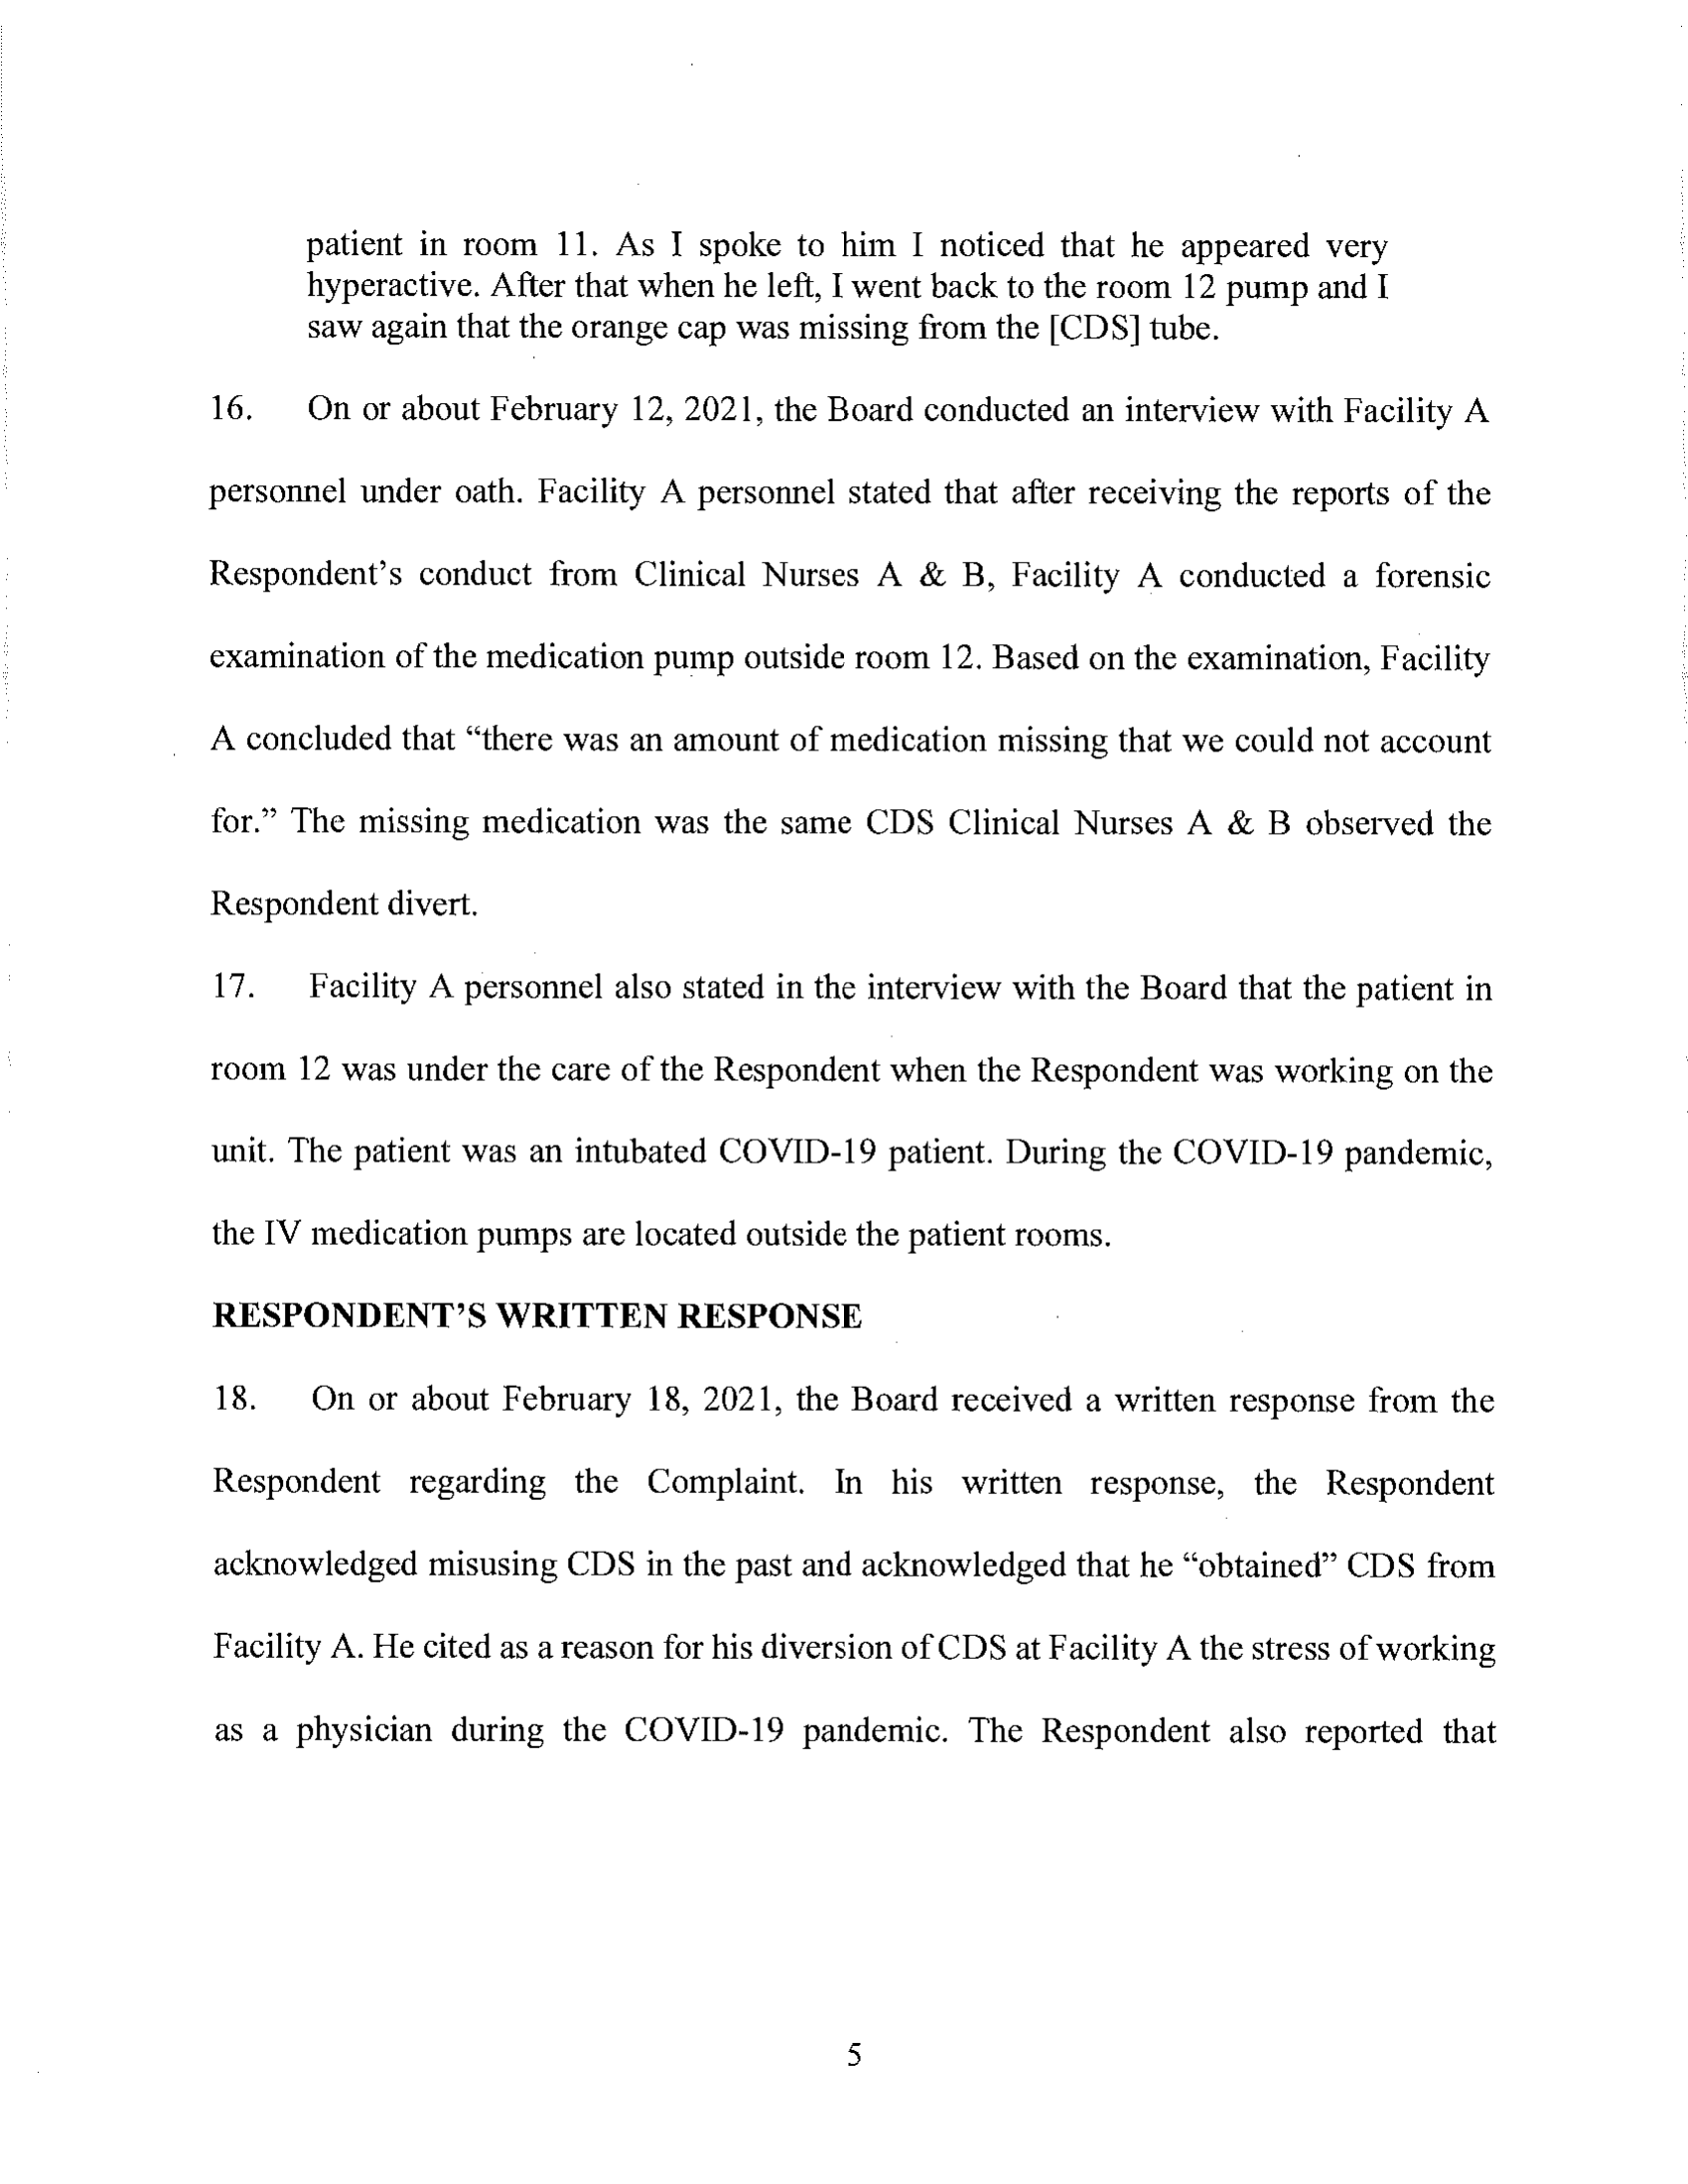 patient in room 11. As I spoke to him I noticed that he appeared very
hyperactive. After that when he left, I went back to the room 12 pump and I
saw again that the orange cap was missing from the [CDS] tube.
16. On or about February 12, 2021, the Board conducted an interview with Facility A
personnel under oath. Facility A personnel stated that after receiving the reports of the
Respondent's conduct from Clinical Nurses A & B, Facility A conducted a forensic
examination of the medication pump outside room 12. Based on the examination, Facility
A concluded that “there was an amount of medication missing that we could not account
for.” The missing medication was the same CDS Clinical Nurses A & B observed the
Respondent divert.
17. Facility A personnel also stated in the interview with the Board that the patient in
room 12 was under the care of the Respondent when the Respondent was working on the
unit. The patient was an intubated COVID-19 patient. During the COVID-19 pandemic,
the IV medication pumps are located outside the patient rooms.
RESPONDENT'S WRITTEN RESPONSE
18. On or about February 18, 2021, the Board received a written response from the
Respondent regarding the Complaint. In his written response, the Respondent
acknowledged misusing CDS in the past and acknowledged that he “obtained” CDS from
Facility A. He cited as a reason for his diversion of CDS at Facility A the stress of working
as a physician during the COVID-19 pandemic. The Respondent also reported that
5